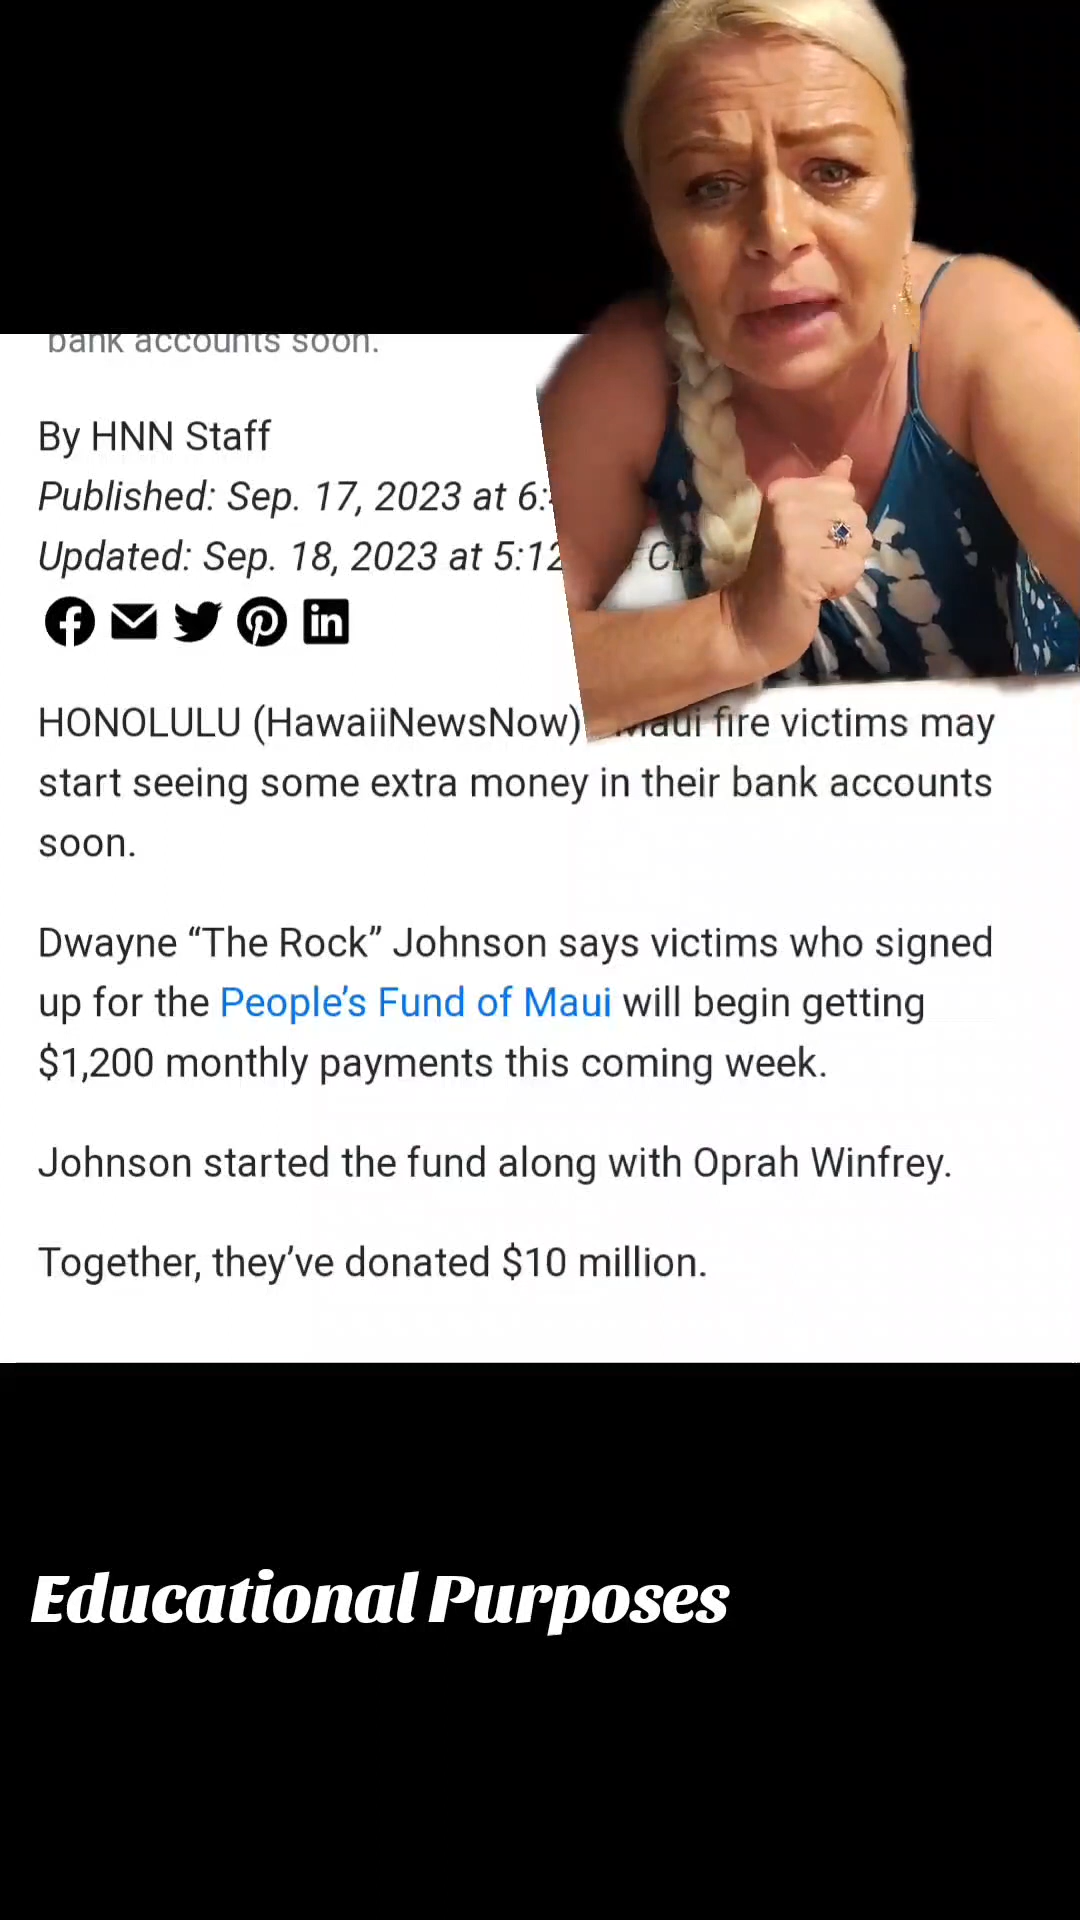 bank accounts soon.
By HNN Staff
Published: Sep. 17, 2023 at 6:
Updated: Sep. 18, 2023 at 5:12 CD
HONOLULU (HawaiiNewsNow) Maui fire victims may
start seeing some extra money in their bank accounts
soon.
Dwayne “The Rock” Johnson says victims who signed
up for the People’s Fund of Maui will begin getting
$1,200 monthly payments this coming week.
Johnson started the fund along with Oprah Winfrey.
Together, they’ve donated $10 million.
Educational Purposes